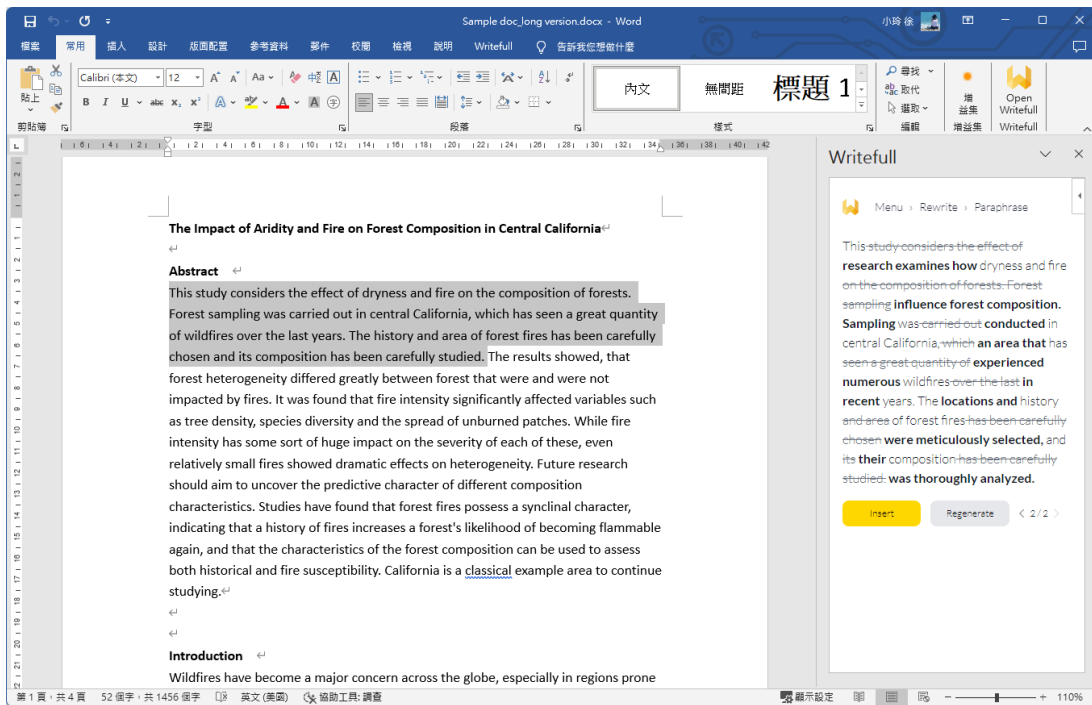 Sample doc_long version.docx - Word
小玲 徐
檔案 常用 插入 設計 版面配置 參考資料 郵件 校閱 檢視 說明 Writefull 告訴我您想做什麼
貼上
剪貼簿
Calibri (本文) 12
字型
段落
內文 無間距 標題 1
樣式
尋找
取代
選取
編輯
增益集
增益集
Open Writefull
Writefull
The Impact of Aridity and Fire on Forest Composition in Central California
Abstract
This study considers the effect of dryness and fire on the composition of forests.
Forest sampling was carried out in central California, which has seen a great quantity
of wildfires over the last years. The history and area of forest fires has been carefully
chosen and its composition has been carefully studied. The results showed, that
forest heterogeneity differed greatly between forest that were and were not
impacted by fires. It was found that fire intensity significantly affected variables such
as tree density, species diversity and the spread of unburned patches. While fire
intensity has some sort of huge impact on the severity of each of these, even
relatively small fires showed dramatic effects on heterogeneity. Future research
should aim to uncover the predictive character of different composition
characteristics. Studies have found that forest fires possess a synclinal character,
indicating that a history of fires increases a forest's likelihood of becoming flammable
again, and that the characteristics of the forest composition can be used to assess
both historical and fire susceptibility. California is a classical example area to continue
studying.
Introduction
Wildfires have become a major concern across the globe, especially in regions prone
Writefull
Menu › Rewrite › Paraphrase
This study considers the effect of
research examines how dryness and fire
on the composition of forests. Forest
sampling influence forest composition.
Sampling was carried out conducted in
central California, which an area that has
seen a great quantity of experienced
numerous wildfires over the last in
recent years. The locations and history
and area of forest fires has been carefully
chosen were meticulously selected, and
its their composition has been carefully
studied. was thoroughly analyzed.
Insert Regenerate 2/2
第 1 頁，共 4 頁 52 個字，共 1456 個字 英文 (美國) 協助工具: 調查 顯示設定 110%